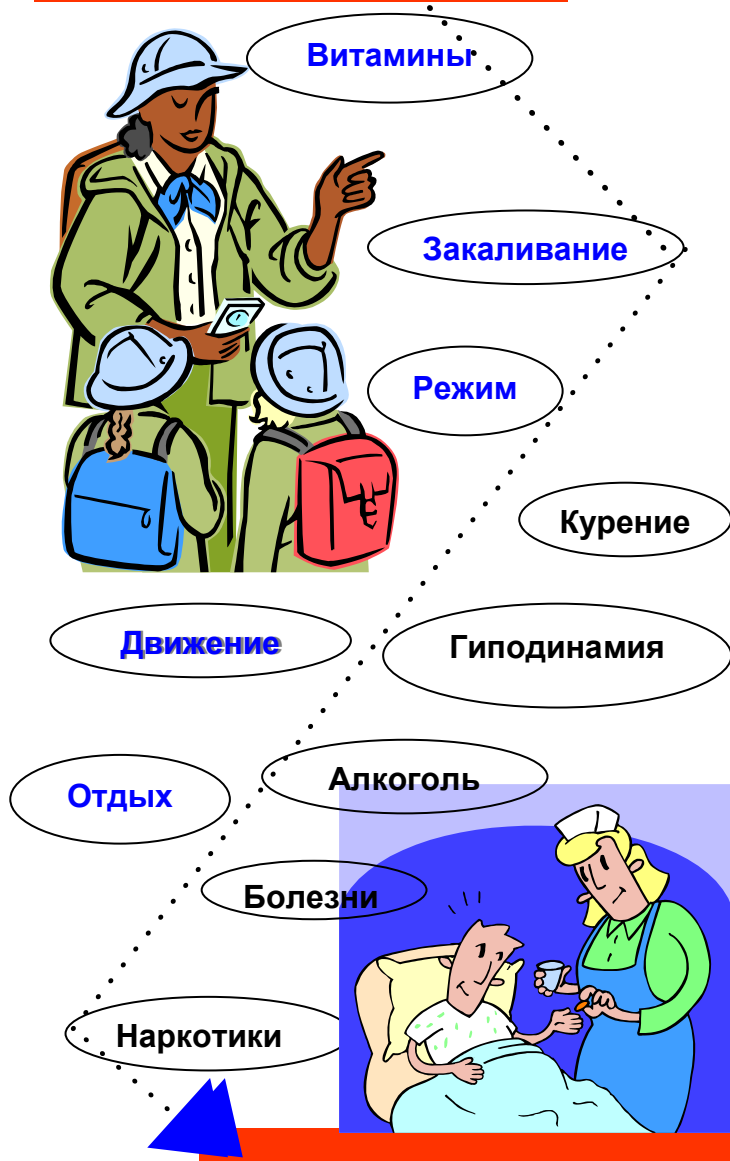 Витамины
Закаливание
Режим
Курение
Движение
Гиподинамия
Отдых
Алкоголь
Болезни
Наркотики